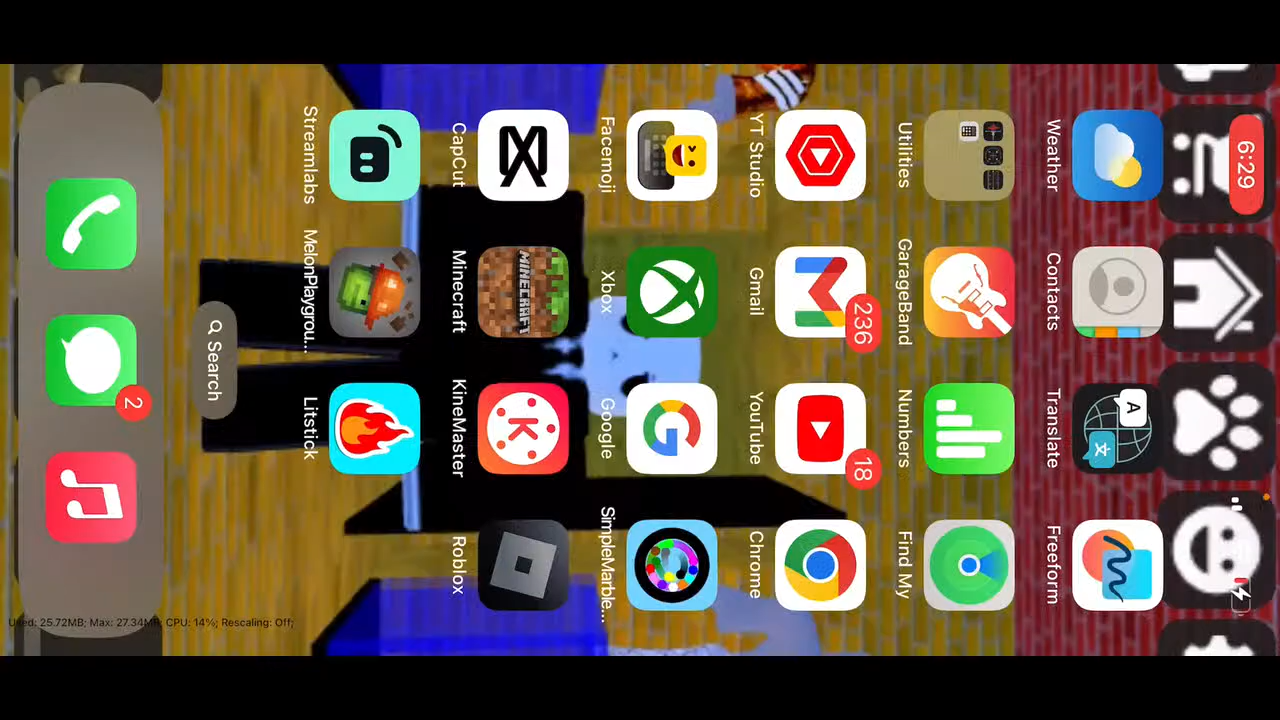 6:29
Weather
Contacts
Translate
Freeform
Utilities
GarageBand
Numbers
Find My
YT Studio
Gmail
236
YouTube
18
Chrome
Facemoji
Xbox
Google
SimpleMarble...
CapCut
MINECRAFT
Minecraft
KineMaster
Roblox
Streamlabs
MelonPlaygrou...
Litstick
Search
2
Used: 25.72MB; Max: 27.34MB; CPU: 14%; Rescaling: Off;